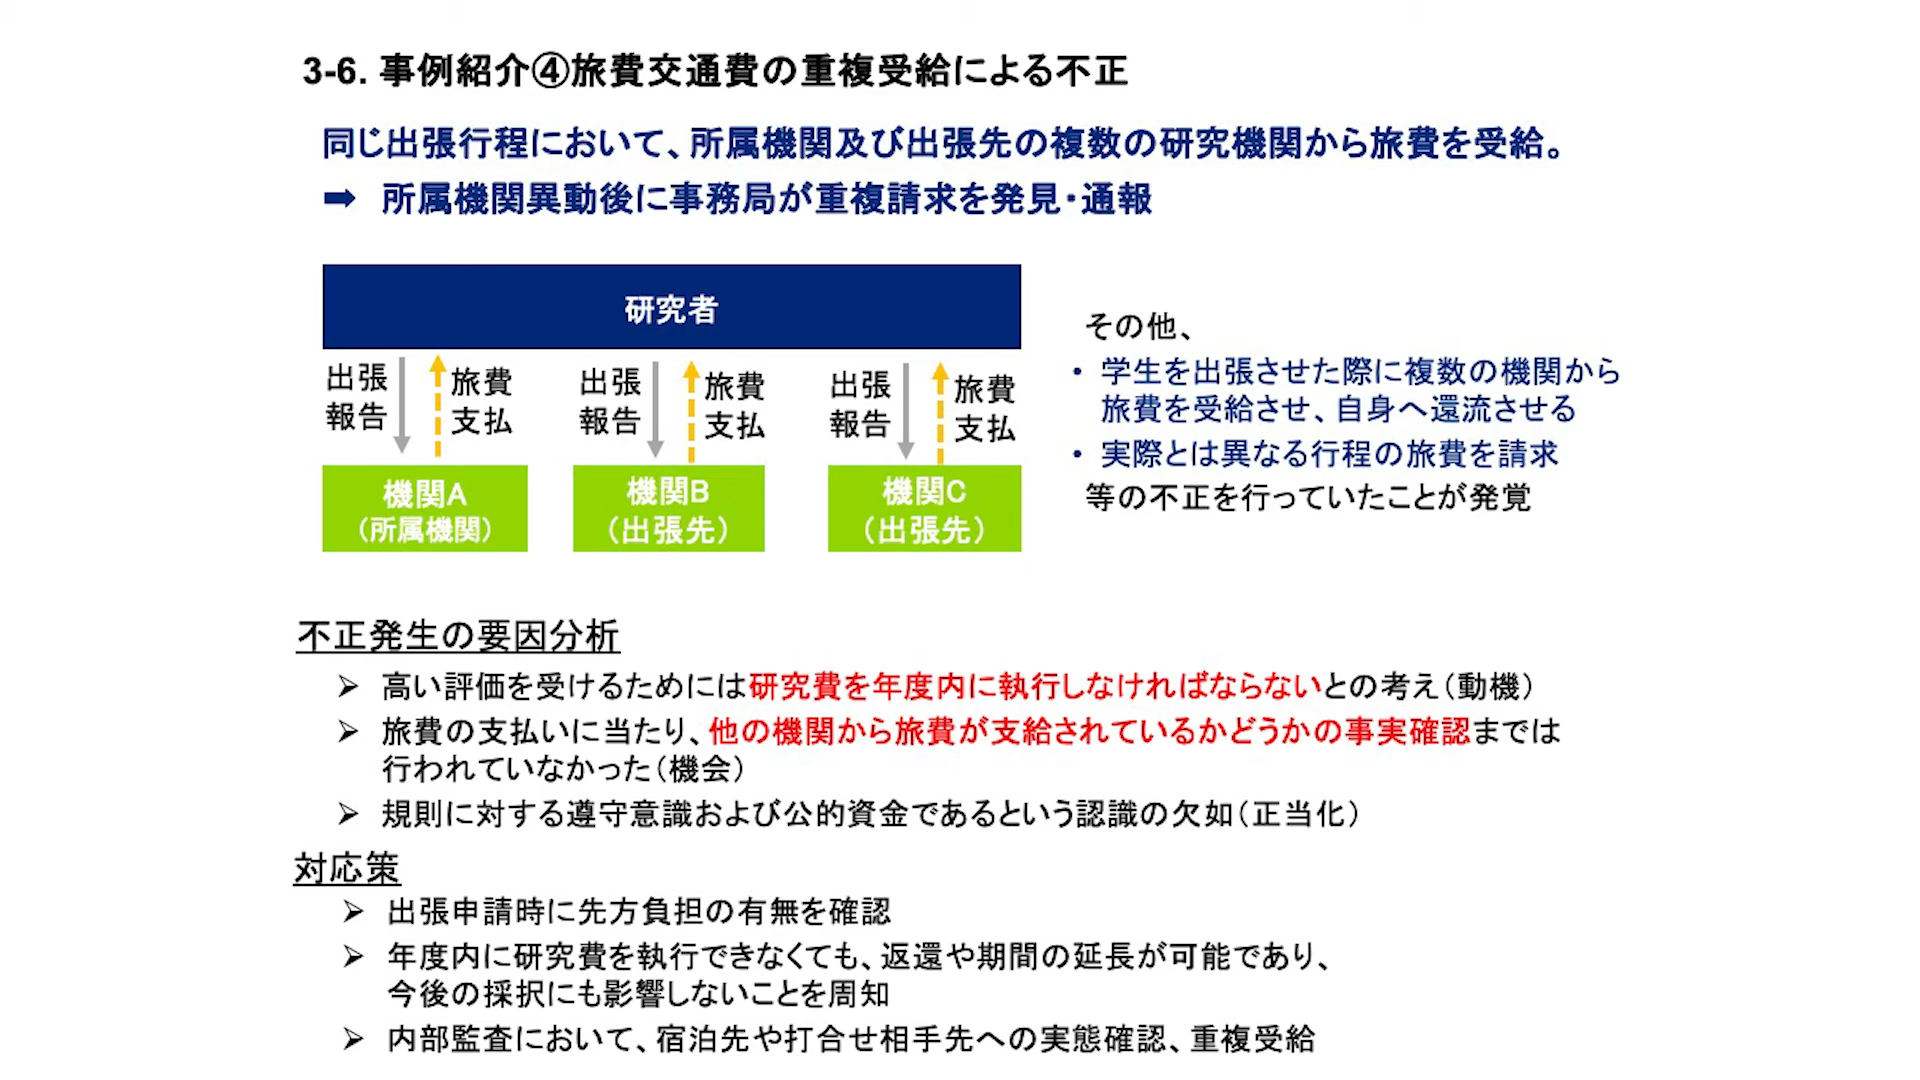 3-6. 事例紹介④旅費交通費の重複受給による不正
同じ出張行程において、所属機関及び出張先の複数の研究機関から旅費を受給。
➡ 所属機関異動後に事務局が重複請求を発見・通報
研究者
出張
報告
旅費
支払
出張
報告
旅費
支払
出張
報告
旅費
支払
機関A
（所属機関）
機関B
（出張先）
機関C
（出張先）
その他、
・ 学生を出張させた際に複数の機関から
旅費を受給させ、自身へ還流させる
・ 実際とは異なる行程の旅費を請求
等の不正を行っていたことが発覚
不正発生の要因分析
➢ 高い評価を受けるためには研究費を年度内に執行しなければならないとの考え（動機）
➢ 旅費の支払いに当たり、他の機関から旅費が支給されているかどうかの事実確認までは
行われていなかった（機会）
➢ 規則に対する遵守意識および公的資金であるという認識の欠如（正当化）
対応策
➢ 出張申請時に先方負担の有無を確認
➢ 年度内に研究費を執行できなくても、返還や期間の延長が可能であり、
今後の採択にも影響しないことを周知
➢ 内部監査において、宿泊先や打合せ相手先への実態確認、重複受給